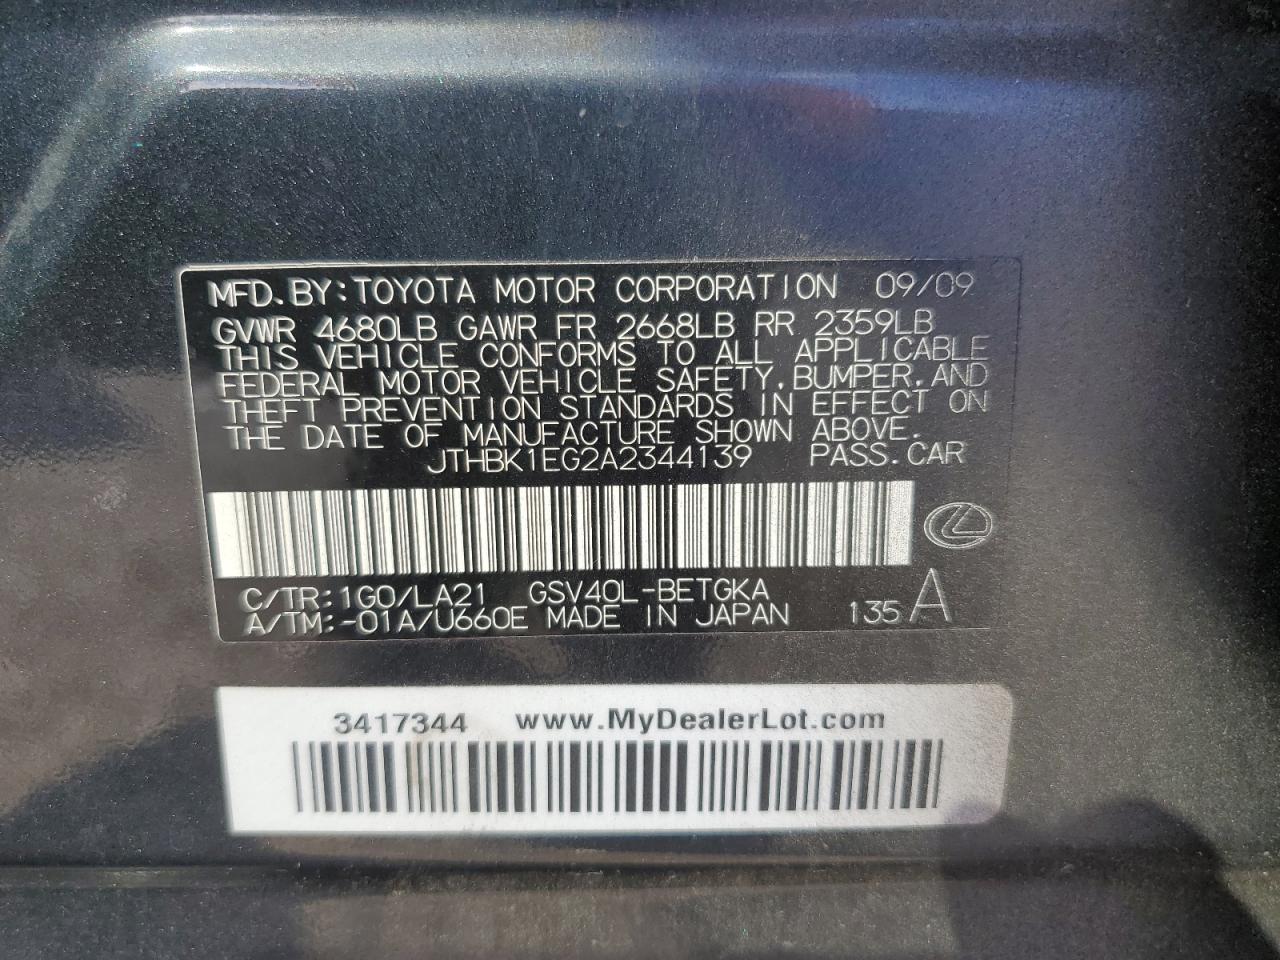 MFD.BY:TOYOTA MOTOR CORPORATION 09/09
GVWR 4680LB GAWR FR 2668LB RR 2359LB
THIS VEHICLE CONFORMS TO ALL APPLICABLE
FEDERAL MOTOR VEHICLE SAFETY,BUMPER,AND
THEFT PREVENTION STANDARDS IN EFFECT ON
THE DATE OF MANUFACTURE SHOWN ABOVE.
JTHBK1EG2A2344139 PASS.CAR
C/TR:1G0/LA21 GSV40L-BETGKA
A/TM:-01A/U660E MADE IN JAPAN 135 A
3417344 www.MyDealerLot.com